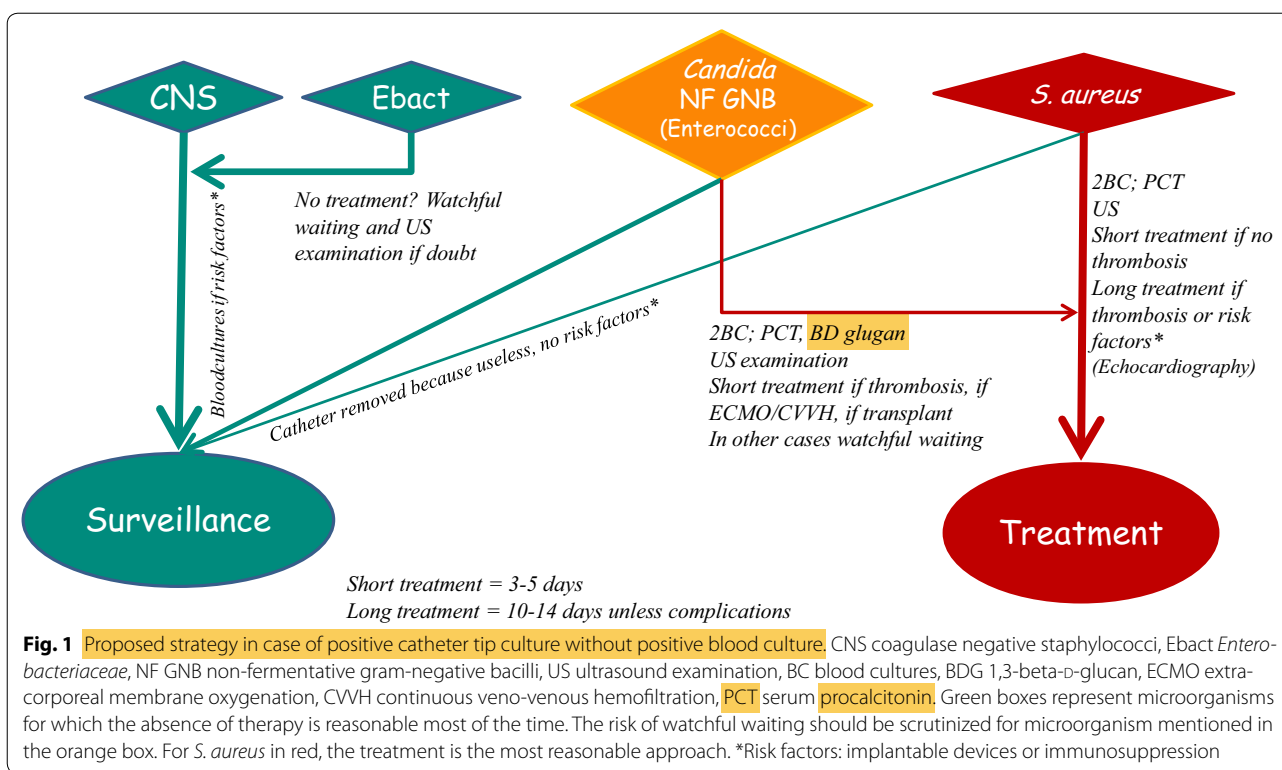 CNS
Ebact
Candida
NF GNB
(Enterococci)
S. aureus
Bloodcultures if risk factors*
No treatment? Watchful
waiting and US
examination if doubt
Catheter removed because useless, no risk factors*
2BC; PCT, BD glugan
US examination
Short treatment if thrombosis, if
ECMO/CVVH, if transplant
In other cases watchful waiting
2BC; PCT
US
Short treatment if no
thrombosis
Long treatment if
thrombosis or risk
factors*
(Echocardiography)
Surveillance
Treatment
Short treatment = 3-5 days
Long treatment = 10-14 days unless complications
Fig. 1 Proposed strategy in case of positive catheter tip culture without positive blood culture. CNS coagulase negative staphylococci, Ebact Entero-
bacteriaceae, NF GNB non-fermentative gram-negative bacilli, US ultrasound examination, BC blood cultures, BDG 1,3-beta-D-glucan, ECMO extra-
corporeal membrane oxygenation, CVVH continuous veno-venous hemofiltration, PCT serum procalcitonin. Green boxes represent microorganisms
for which the absence of therapy is reasonable most of the time. The risk of watchful waiting should be scrutinized for microorganism mentioned in
the orange box. For S. aureus in red, the treatment is the most reasonable approach. *Risk factors: implantable devices or immunosuppression